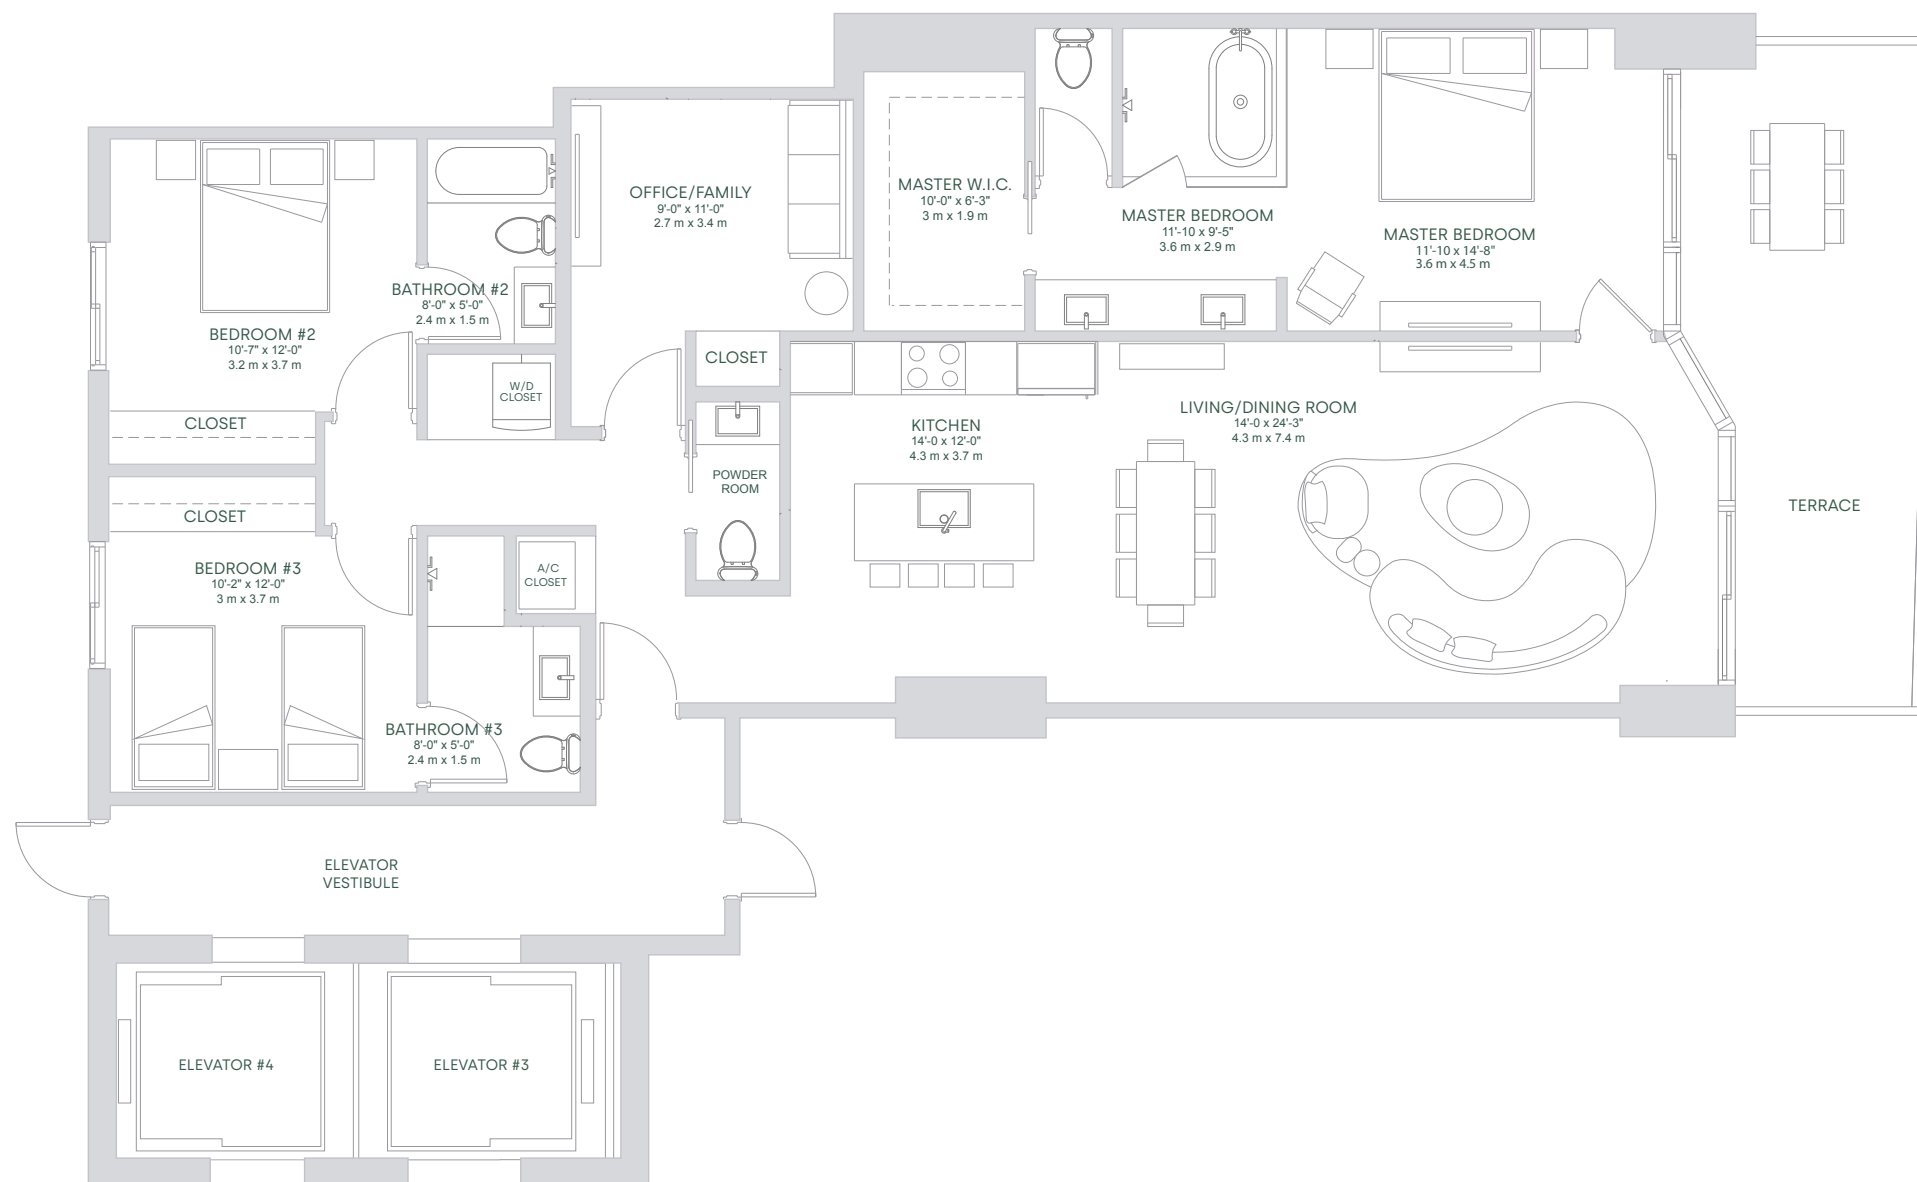 OFFICE/FAMILY
9'-0" x 11'-0"
2.7 m x 3.4 m
MASTER W.I.C.
10'-0" x 6'-3"
3 m x 1.9 m
MASTER BEDROOM
11'-10 x 9'-5"
3.6 m x 2.9 m
MASTER BEDROOM
11'-10 x 14'-8"
3.6 m x 4.5 m
BATHROOM #2
8'-0" x 5'-0"
2.4 m x 1.5 m
BEDROOM #2
10'-7" x 12'-0"
3.2 m x 3.7 m
CLOSET
W/D
CLOSET
CLOSET
KITCHEN
14'-0 x 12'-0"
4.3 m x 3.7 m
LIVING/DINING ROOM
14'-0 x 24'-3"
4.3 m x 7.4 m
POWDER
ROOM
TERRACE
CLOSET
BEDROOM #3
10'-2" x 12'-0"
3 m x 3.7 m
A/C
CLOSET
BATHROOM #3
8'-0" x 5'-0"
2.4 m x 1.5 m
ELEVATOR
VESTIBULE
ELEVATOR #4
ELEVATOR #3